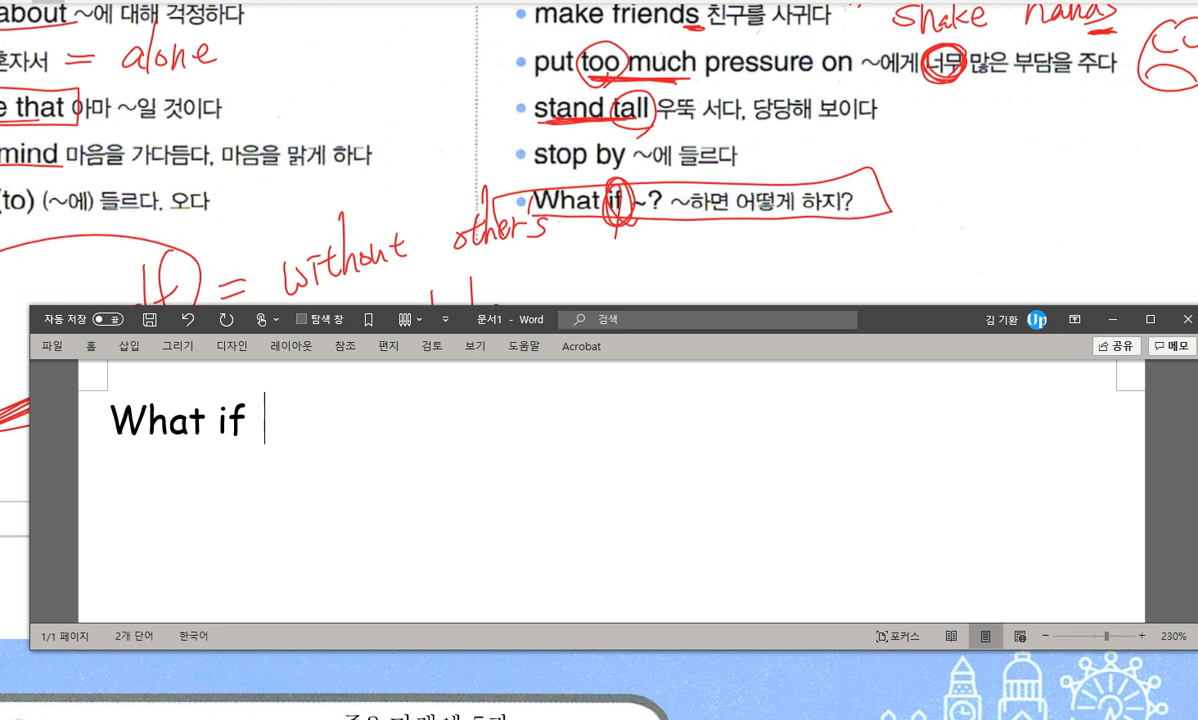 about ~에 대해 걱정하다
혼자서 = alone
e that 아마 ~일 것이다
mind 마음을 가다듬다, 마음을 맑게 하다
(to) (~에) 들르다. 오다
• make friends 친구를 사귀다
shake hands
• put too much pressure on ~에게 너무 많은 부담을 주다
• stand tall 우뚝 서다, 당당해 보이다
• stop by ~에 들르다
• What if ~? ~하면 어떻게 하지?
= without other's
자동 저장 끔 탐색 창 문서1 - Word 검색 김 기환 Up
파일 홈 삽입 그리기 디자인 레이아웃 참조 편지 검토 보기 도움말 Acrobat 공유 메모
What if
1/1 페이지 2개 단어 한국어 포커스 - + 230%